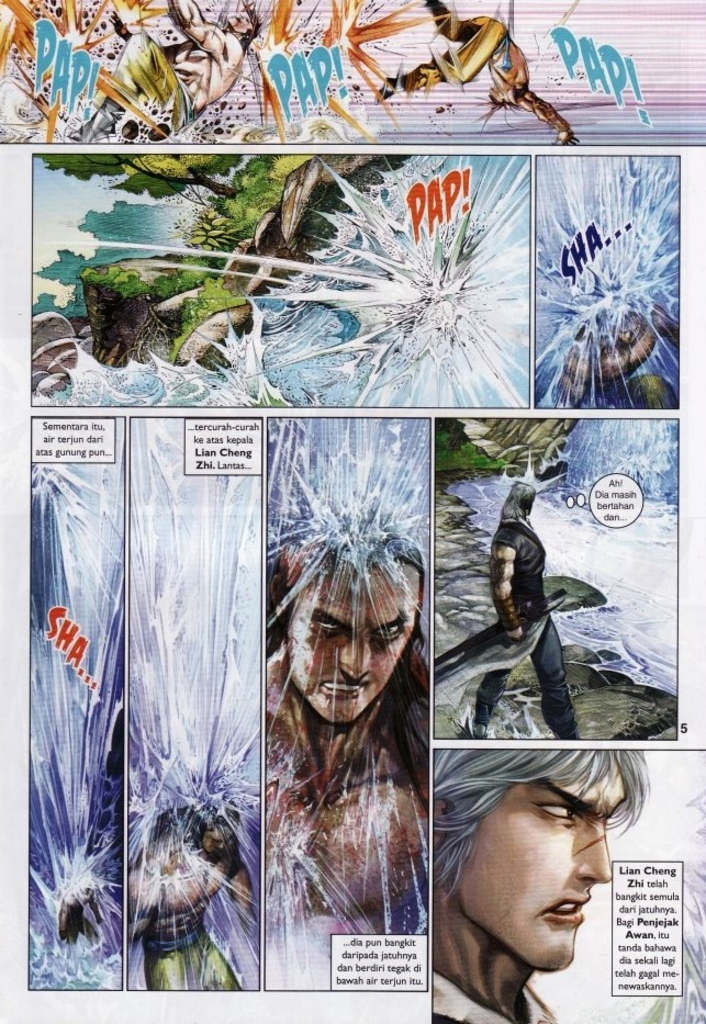 PAP!
PAP!
PAP!
PAP!
SHA...
Sementara itu,
air terjun dari
atas gunung pun...
...tercurah-curah
ke atas kepala
Lian Cheng
Zhi. Lantas...
SHA...
...dia pun bangkit
daripada jatuhnya
dan berdiri tegak di
bawah air terjun itu.
Ah!
Dia masih
bertahan
dan...
5
Lian Cheng
Zhi telah
bangkit semula
dari jatuhnya.
Bagi Penjejak
Awan, itu
tanda bahawa
dia sekali lagi
telah gagal me-
newaskannya.